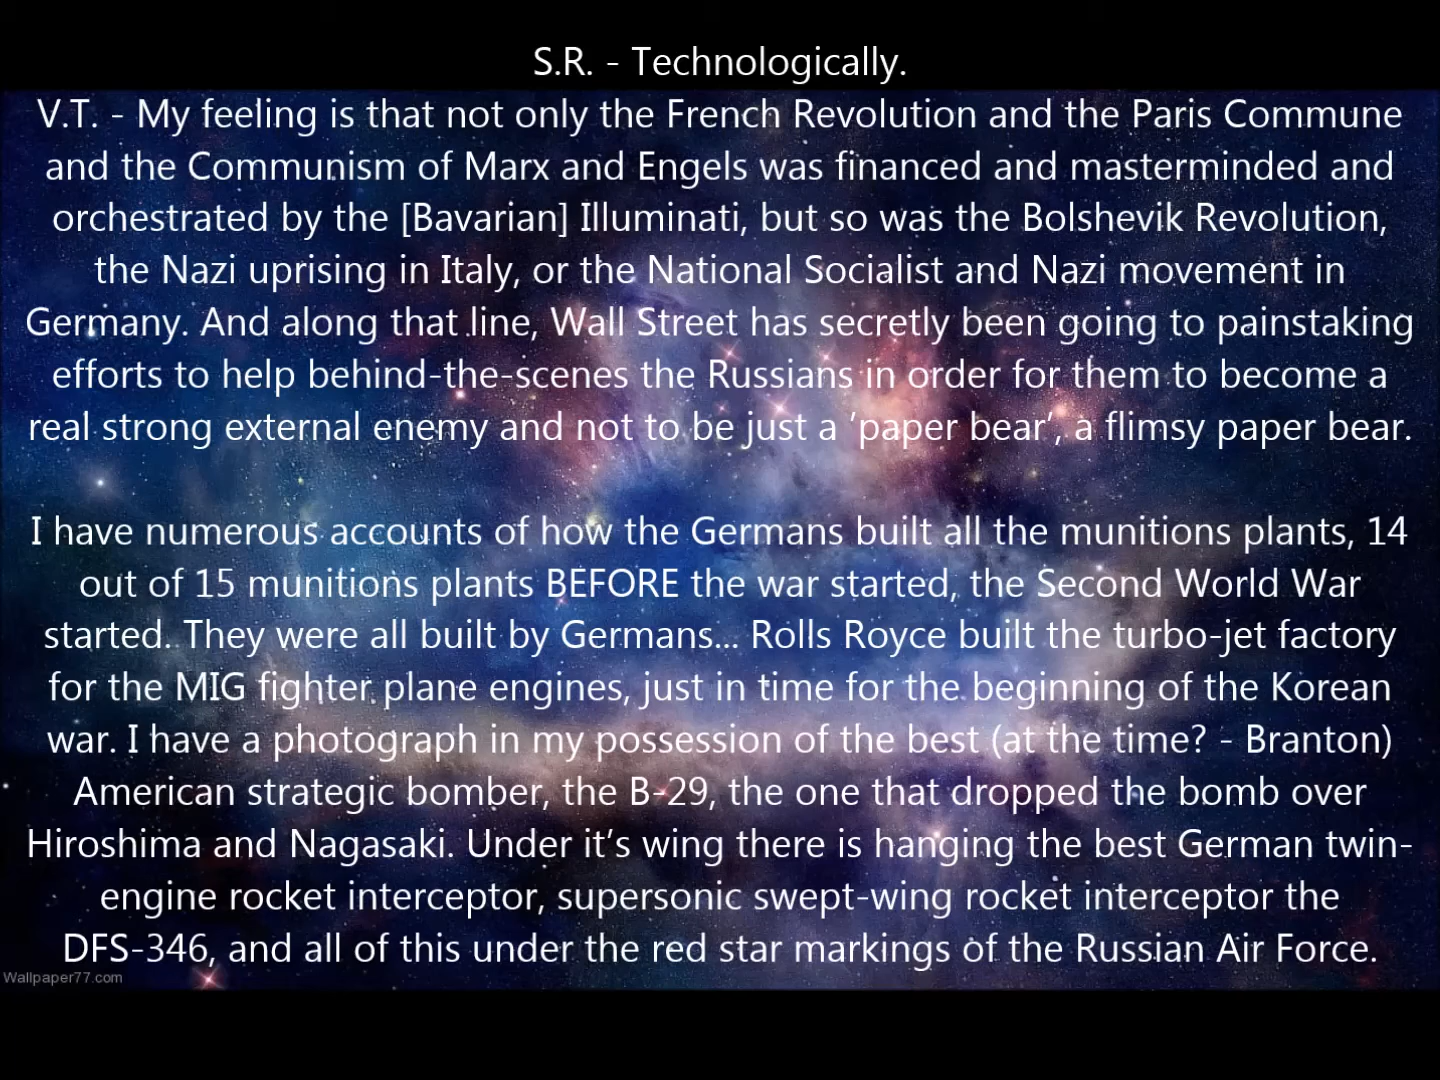 S.R. - Technologically.
V.T. - My feeling is that not only the French Revolution and the Paris Commune
and the Communism of Marx and Engels was financed and masterminded and
orchestrated by the [Bavarian] Illuminati, but so was the Bolshevik Revolution,
the Nazi uprising in Italy, or the National Socialist and Nazi movement in
Germany. And along that line, Wall Street has secretly been going to painstaking
efforts to help behind-the-scenes the Russians in order for them to become a
real strong external enemy and not to be just a ‘paper bear’, a flimsy paper bear.
I have numerous accounts of how the Germans built all the munitions plants, 14
out of 15 munitions plants BEFORE the war started, the Second World War
started. They were all built by Germans... Rolls Royce built the turbo-jet factory
for the MIG fighter plane engines, just in time for the beginning of the Korean
war. I have a photograph in my possession of the best (at the time? - Branton)
American strategic bomber, the B-29, the one that dropped the bomb over
Hiroshima and Nagasaki. Under it’s wing there is hanging the best German twin-
engine rocket interceptor, supersonic swept-wing rocket interceptor the
DFS-346, and all of this under the red star markings of the Russian Air Force.
Wallpaper77.com